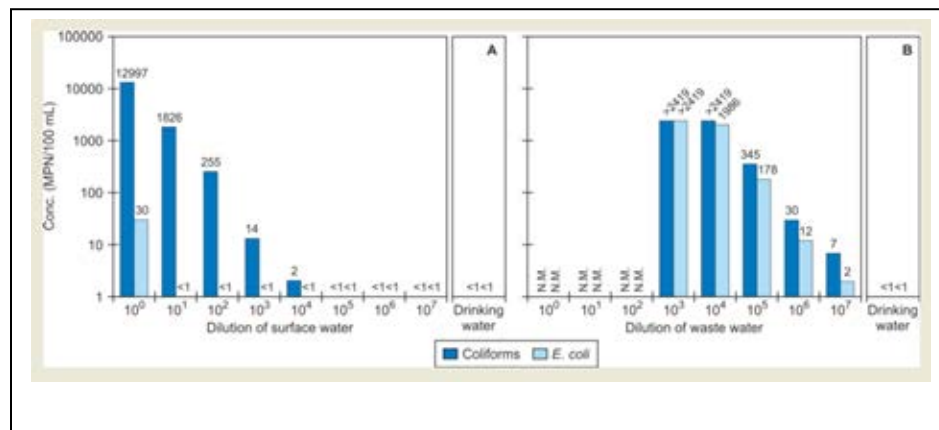 100000
10000
1000
100
10
1
Conc. (MPN/100 mL)
A
12997
30
1826
<1
255
<1
14
<1
2
<1
<1<1
<1<1
<1<1
<1<1
10⁰ 10¹ 10² 10³ 10⁴ 10⁵ 10⁶ 10⁷
Dilution of surface water
Drinking
water
B
N.M.
N.M.
N.M.
N.M.
N.M.
N.M.
>2419
>2419
>2419
1986
345
178
30
12
7
2
<1<1
10⁰ 10¹ 10² 10³ 10⁴ 10⁵ 10⁶ 10⁷
Dilution of waste water
Drinking
water
Coliforms E. coli